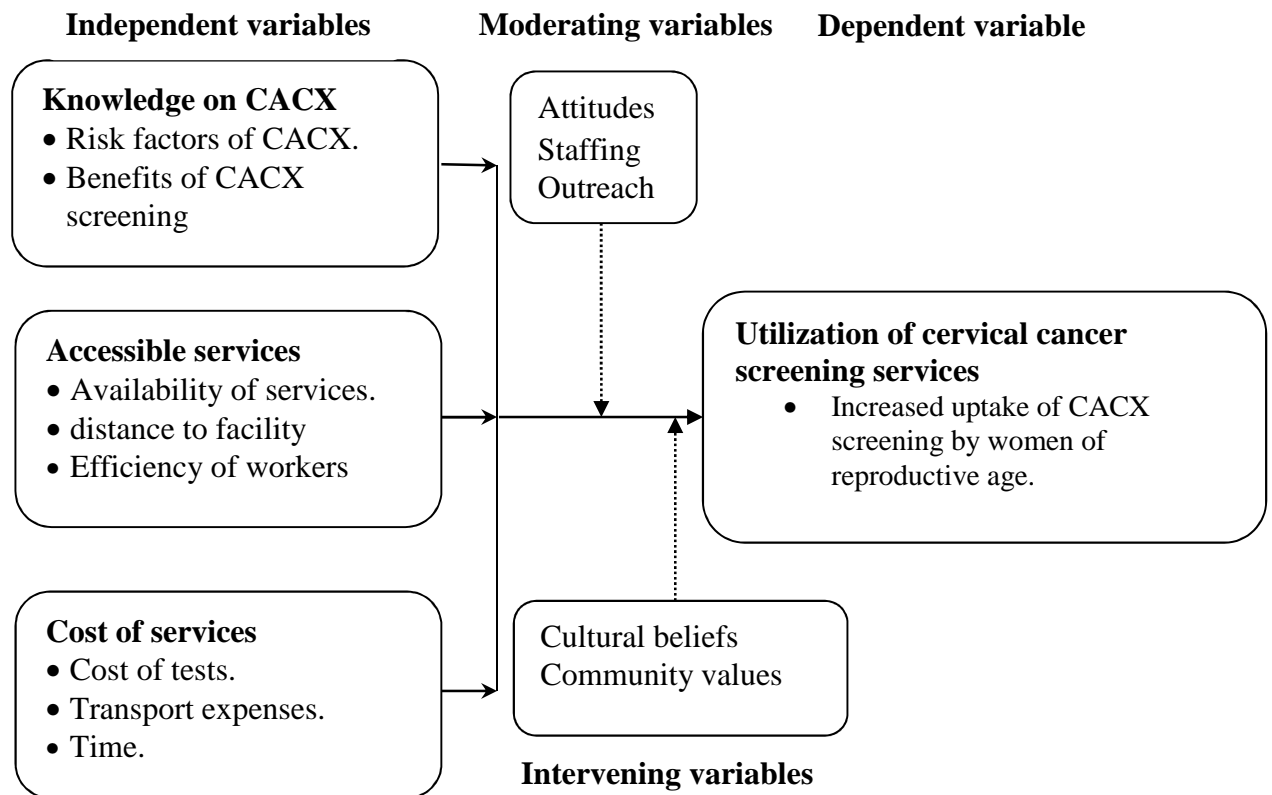 Independent variables
Moderating variables
Dependent variable
Knowledge on CACX
• Risk factors of CACX.
• Benefits of CACX
screening
Attitudes
Staffing
Outreach
Accessible services
• Availability of services.
• distance to facility
• Efficiency of workers
Utilization of cervical cancer
screening services
• Increased uptake of CACX
screening by women of
reproductive age.
Cost of services
• Cost of tests.
• Transport expenses.
• Time.
Cultural beliefs
Community values
Intervening variables